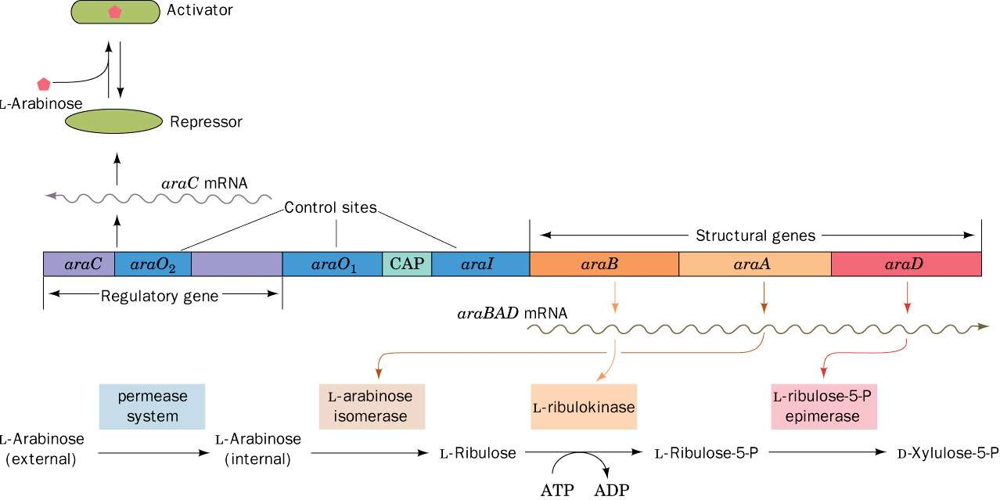 Activator
L-Arabinose
Repressor
araC mRNA
Control sites
Structural genes
araC araO2 araO1 CAP araI araB araA araD
Regulatory gene
araBAD mRNA
permease
system
L-arabinose
isomerase
L-ribulokinase
L-ribulose-5-P
epimerase
L-Arabinose
(external)
L-Arabinose
(internal)
L-Ribulose
L-Ribulose-5-P
D-Xylulose-5-P
ATP ADP